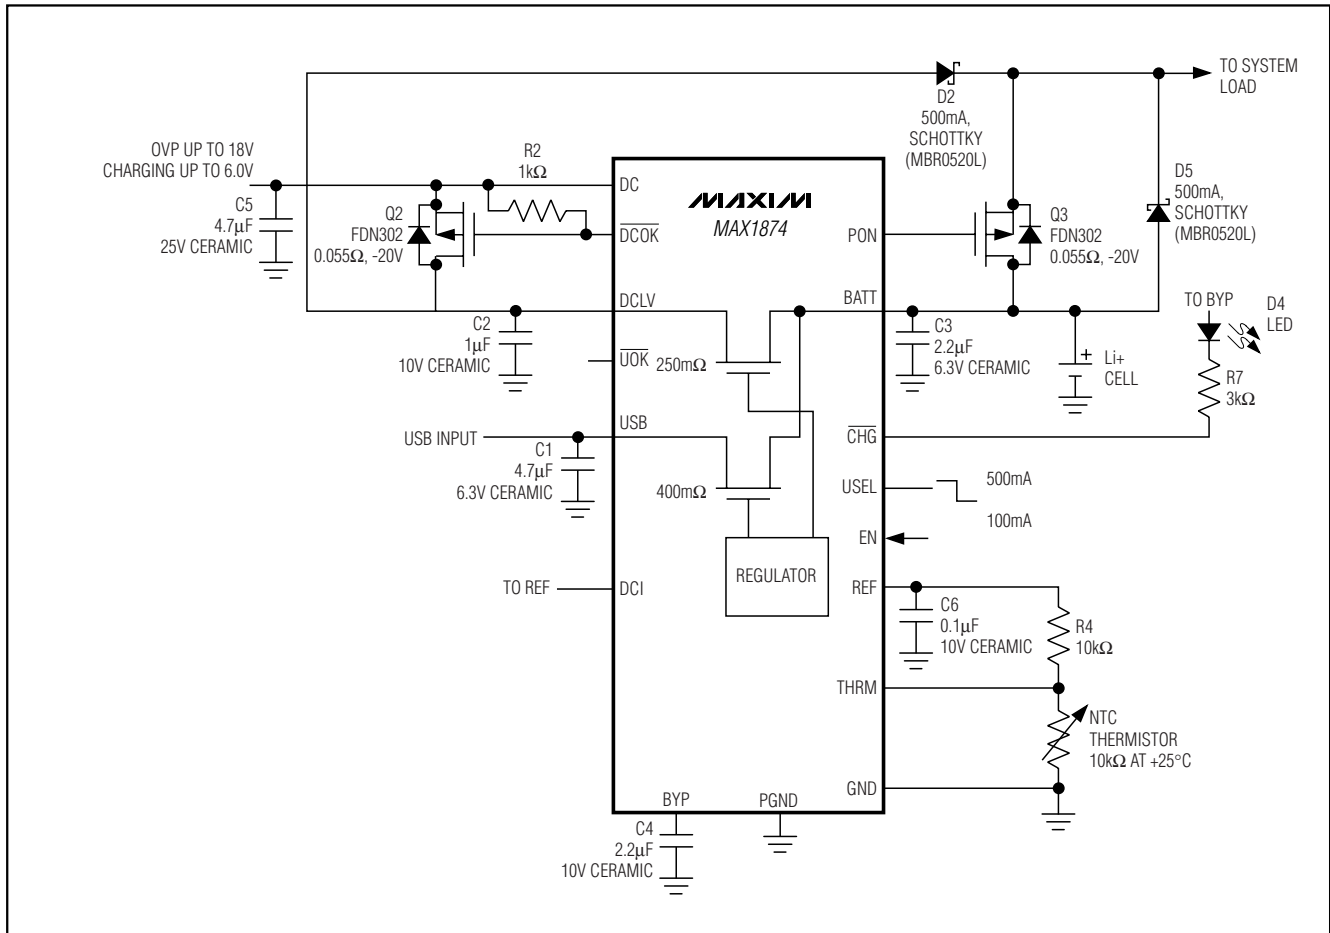 TO SYSTEM
LOAD
D2
500mA,
SCHOTTKY
(MBR0520L)
OVP UP TO 18V
CHARGING UP TO 6.0V
R2
1kΩ
C5
4.7μF
25V CERAMIC
Q2
FDN302
0.055Ω, -20V
DC
DCOK
MAXIM
MAX1874
PON
Q3
FDN302
0.055Ω, -20V
D5
500mA,
SCHOTTKY
(MBR0520L)
DCLV
BATT
C2
1μF
10V CERAMIC
UOK
250mΩ
C3
2.2μF
6.3V CERAMIC
+
Li+
CELL
TO BYP
D4
LED
R7
3kΩ
USB INPUT
USB
CHG
C1
4.7μF
6.3V CERAMIC
400mΩ
USEL
500mA
100mA
EN
REGULATOR
TO REF
DCI
REF
C6
0.1μF
10V CERAMIC
R4
10kΩ
THRM
NTC
THERMISTOR
10kΩ AT +25°C
GND
BYP
PGND
C4
2.2μF
10V CERAMIC